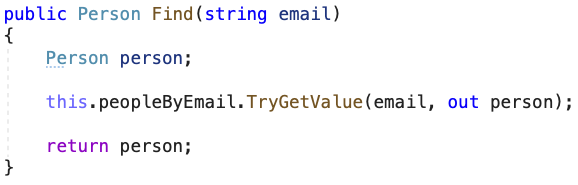 public Person Find(string email)
{
    Person person;
    this.peopleByEmail.TryGetValue(email, out person);
    return person;
}